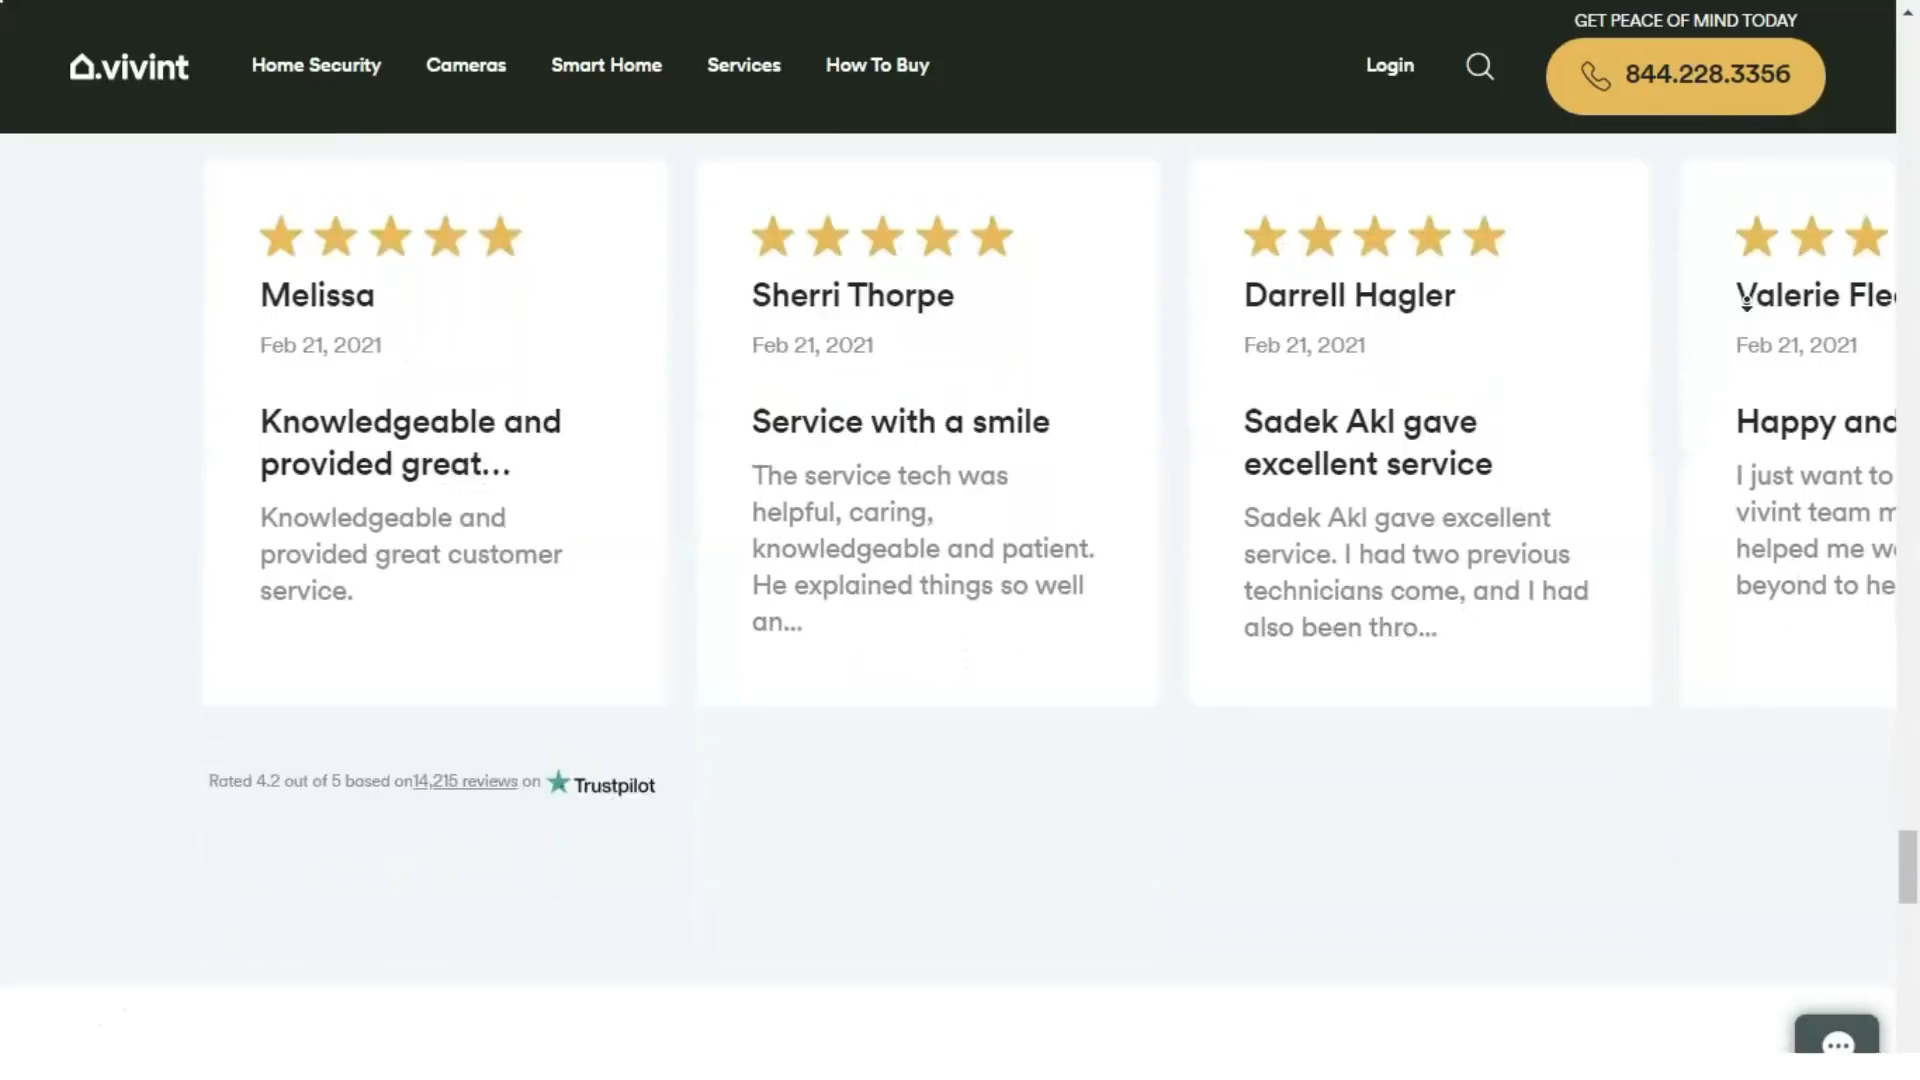 GET PEACE OF MIND TODAY
vivint
Home Security
Cameras
Smart Home
Services
How To Buy
Login
844.228.3356
Melissa
Feb 21, 2021
Knowledgeable and
provided great...
Knowledgeable and
provided great customer
service.
Sherri Thorpe
Feb 21, 2021
Service with a smile
The service tech was
helpful, caring,
knowledgeable and patient.
He explained things so well
an...
Darrell Hagler
Feb 21, 2021
Sadek Akl gave
excellent service
Sadek Akl gave excellent
service. I had two previous
technicians come, and I had
also been thro...
Valerie
Feb 21, 2021
Happy and
I just want to
vivint team
helped me
beyond to
Rated 4.2 out of 5 based on14,215 reviews on Trustpilot